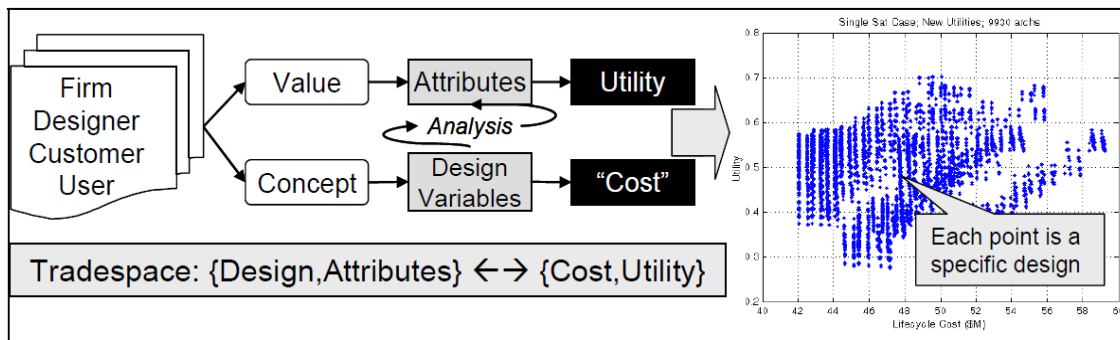 Firm
Designer
Customer
User
Value
Attributes
Utility
Analysis
Concept
Design
Variables
“Cost”
Tradespace: {Design,Attributes} ←→ {Cost,Utility}
Single Sat Case; New Utilities; 9930 archs
0.8
0.7
0.6
0.5
0.4
0.3
0.2
Utility
40 42 44 46 48 50 52 54 56 58 60
Lifecycle Cost ($M)
Each point is a
specific design